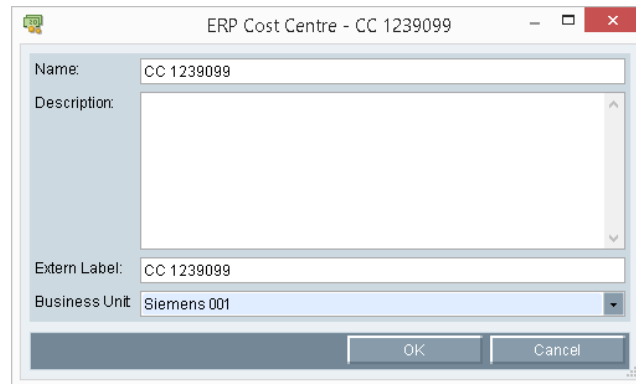 ERP Cost Centre - CC 1239099
Name: CC 1239099
Description:
Extern Label: CC 1239099
Business Unit Siemens 001
OK Cancel